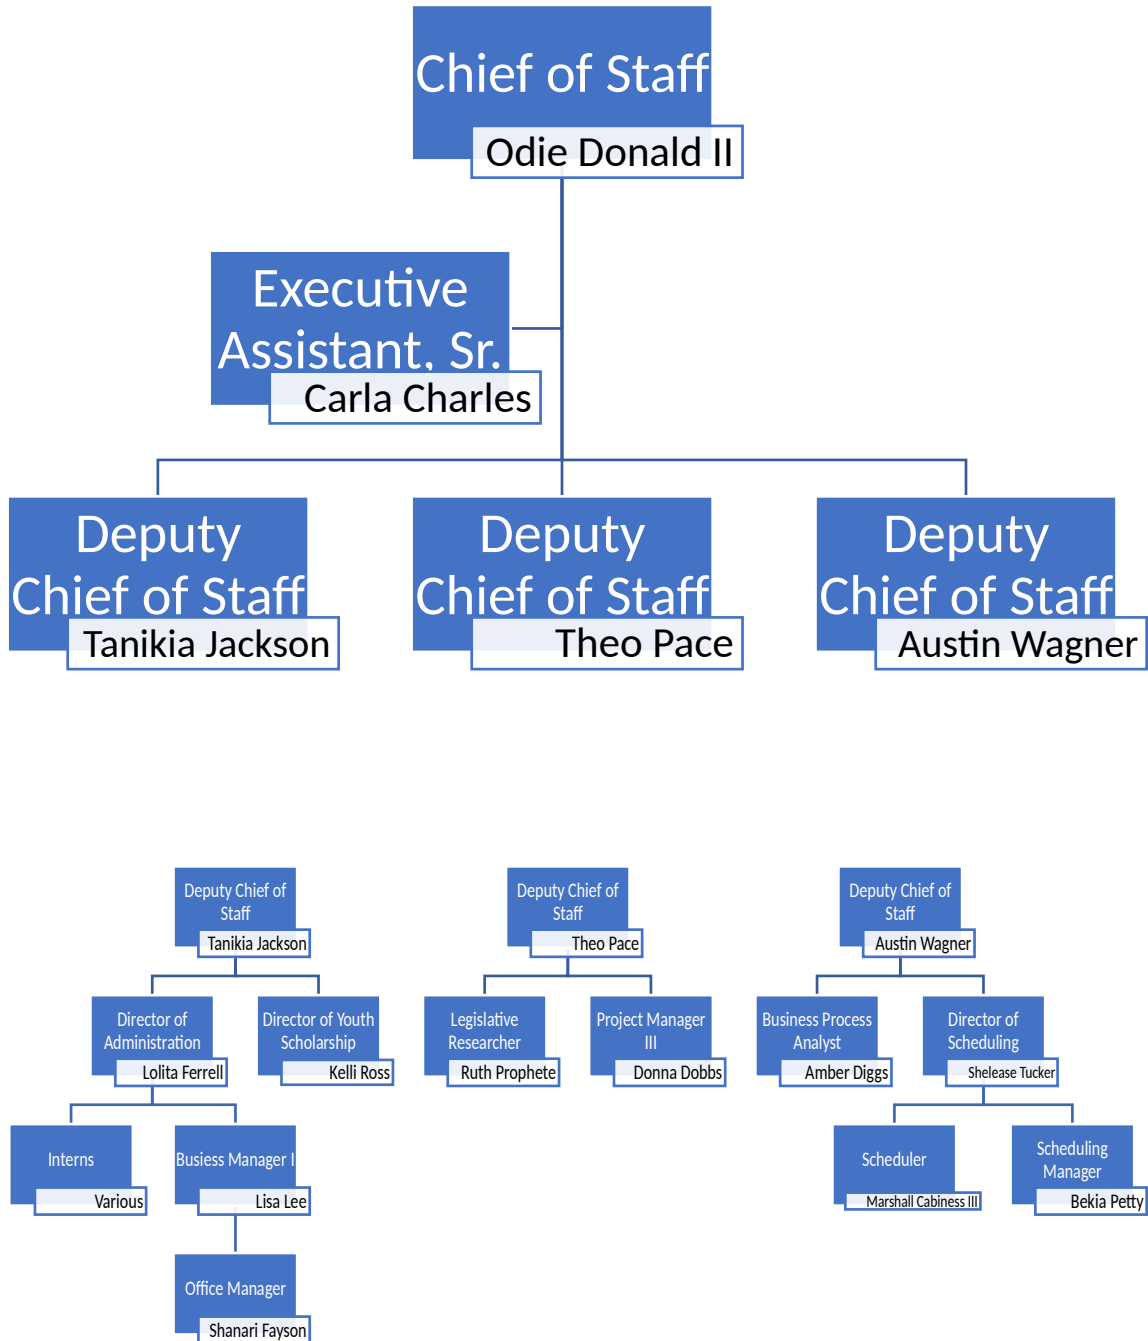 Chief of Staff
Odie Donald II
Executive
Assistant, Sr.
Carla Charles
Deputy
Chief of Staff
Tanikia Jackson
Deputy
Chief of Staff
Theo Pace
Deputy
Chief of Staff
Austin Wagner
Deputy Chief of
Staff
Tanikia Jackson
Deputy Chief of
Staff
Theo Pace
Deputy Chief of
Staff
Austin Wagner
Director of
Administration
Lolita Ferrell
Director of Youth
Scholarship
Kelli Ross
Legislative
Researcher
Ruth Prophete
Project Manager
III
Donna Dobbs
Business Process
Analyst
Amber Diggs
Director of
Scheduling
Shelease Tucker
Interns
Various
Busiess Manager I
Lisa Lee
Scheduler
Marshall Cabiness III
Scheduling
Manager
Bekia Petty
Office Manager
Shanari Fayson